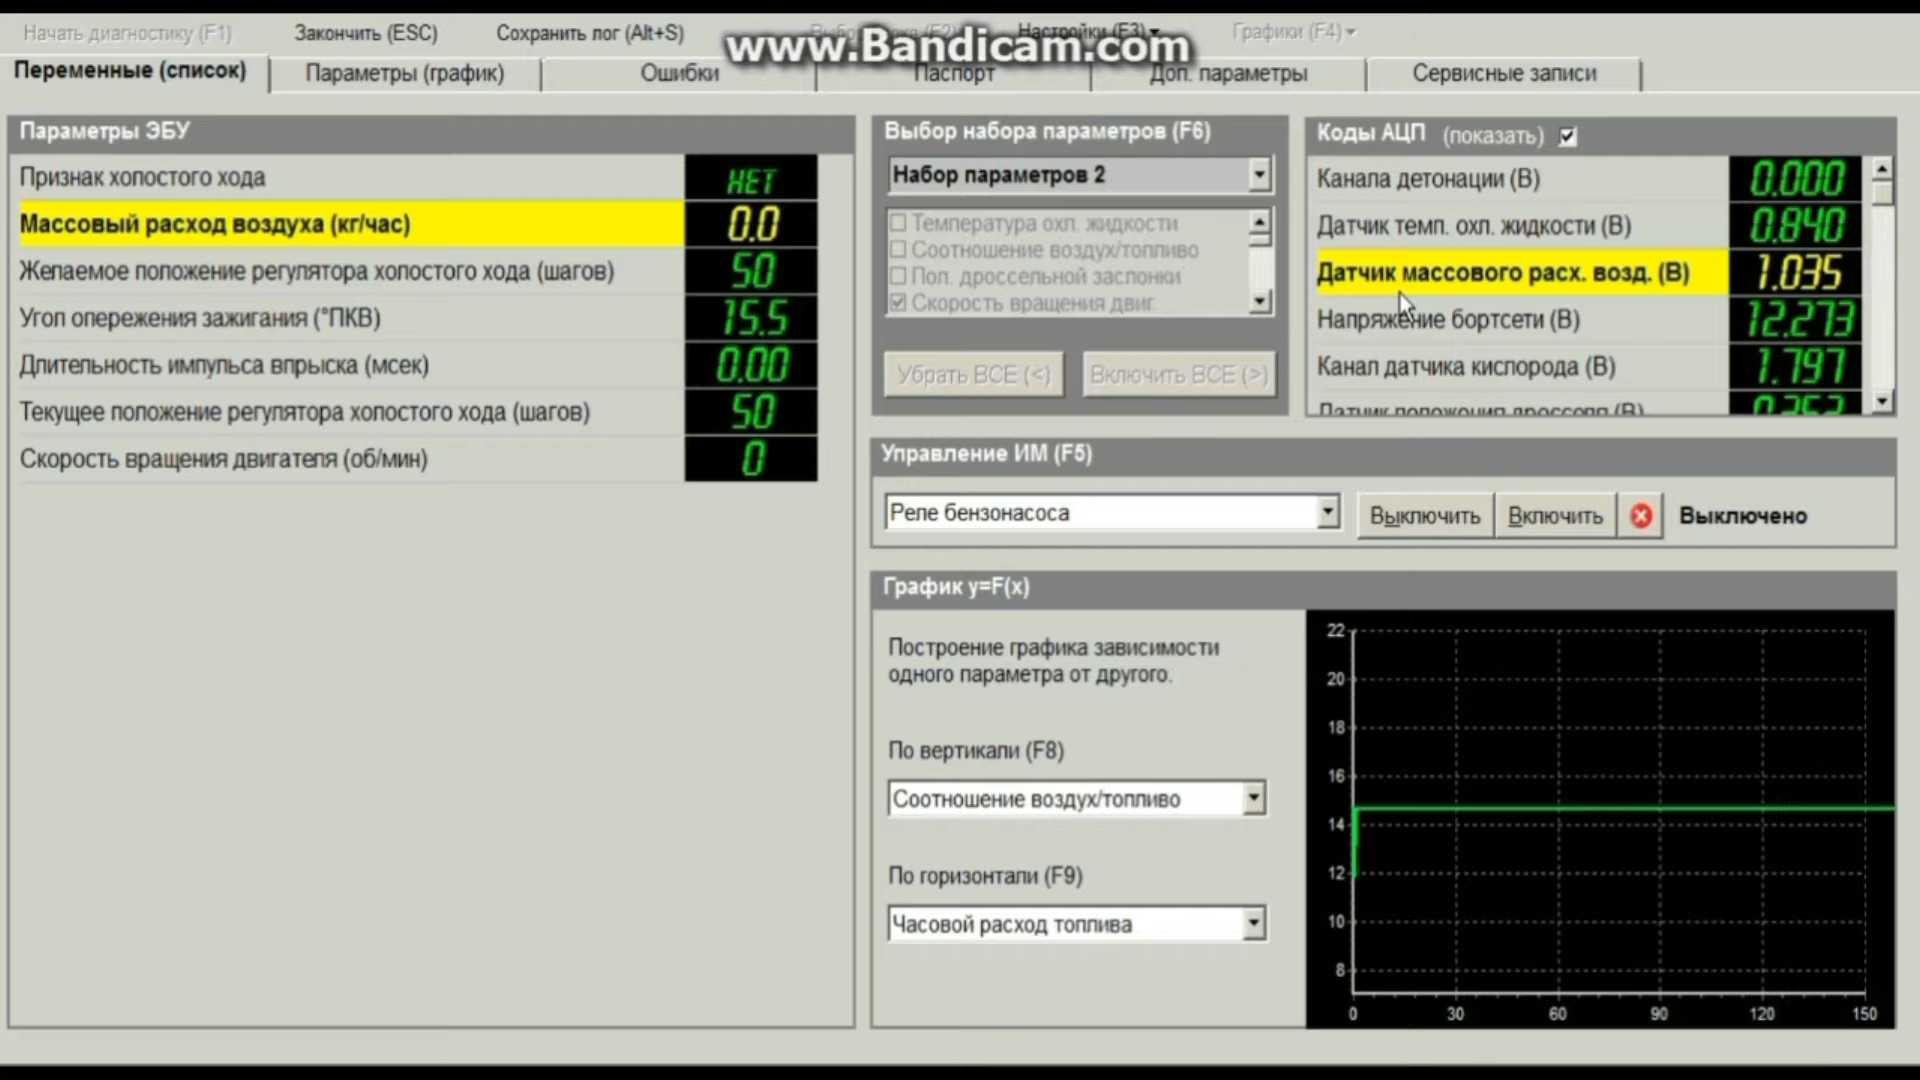 Начать диагностику (F1) Закончить (ESC) Сохранить лог (Alt+S) Настройки (F3) Графики (F4)
www.Bandicam.com
Переменные (список) Параметры (график) Ошибки Паспорт Доп. параметры Сервисные записи
Параметры ЭБУ
Признак холостого хода НЕТ
Массовый расход воздуха (кг/час) 0.0
Желаемое положение регулятора холостого хода (шагов) 50
Угол опережения зажигания (°ПКВ) 15.5
Длительность импульса впрыска (мсек) 0.00
Текущее положение регулятора холостого хода (шагов) 50
Скорость вращения двигателя (об/мин) 0
Выбор набора параметров (F6)
Набор параметров 2
Температура охл. жидкости
Соотношение воздух/топливо
Пол. дроссельной заслонки
Скорость вращения двиг.
Убрать ВСЕ (<) Включить ВСЕ (>)
Коды АЦП (показать)
Канала детонации (В) 0.000
Датчик темп. охл. жидкости (В) 0.840
Датчик массового расх. возд. (В) 1.035
Напряжение бортсети (В) 12.273
Канал датчика кислорода (В) 1.797
Датчик положения дроссел. (В)
Управление ИМ (F5)
Реле бензонасоса Выключить Включить Выключено
График y=F(x)
Построение графика зависимости
одного параметра от другого.
По вертикали (F8)
Соотношение воздух/топливо
По горизонтали (F9)
Часовой расход топлива
22
20
18
16
14
12
10
8
0 30 60 90 120 150